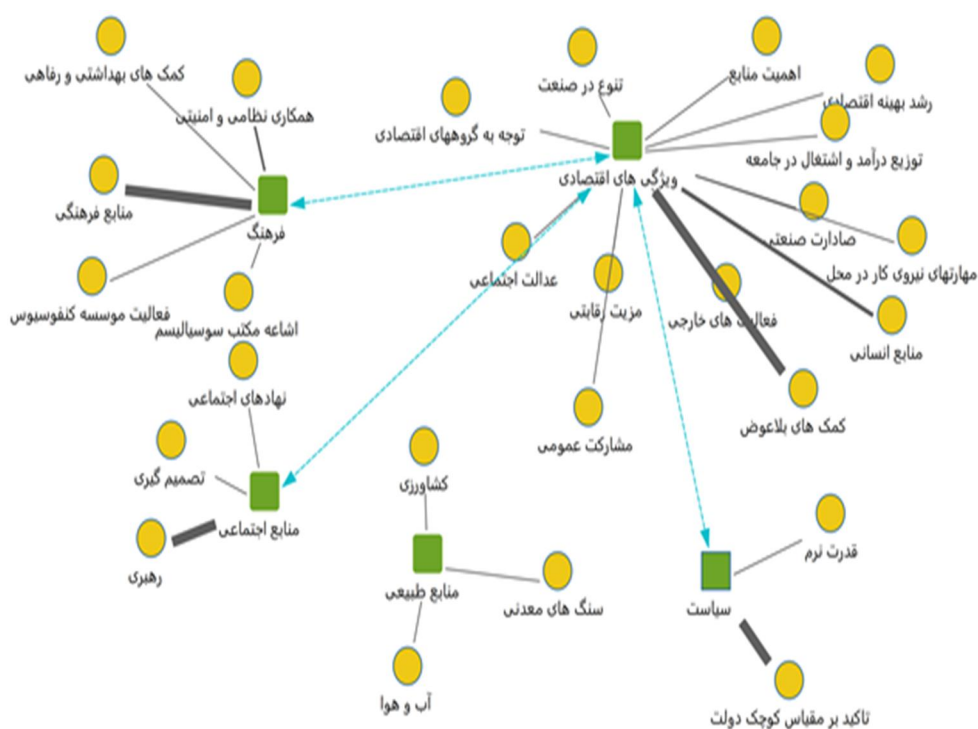 کمک های بهداشتی و رفاهی
همکاری نظامی و امنیتی
منابع فرهنگی
فرهنگ
فعالیت موسسه کنفوسیوس
اشاعه مکتب سوسیالیسم
تنوع در صنعت
اهمیت منابع
رشد بهینه اقتصادی
توجه به گروههای اقتصادی
توزیع درآمد و اشتغال در جامعه
ویژگی های اقتصادی
صادارت صنعتی
مهارتهای نیروی کار در محل
عدالت اجتماعی
مزیت رقابتی
فعالیت های خارجی
منابع انسانی
کمک های بلاعوض
مشارکت عمومی
نهادهای اجتماعی
تصمیم گیری
منابع اجتماعی
رهبری
کشاورزی
منابع طبیعی
سنگ های معدنی
آب و هوا
قدرت نرم
سیاست
تاکید بر مقیاس کوچک دولت